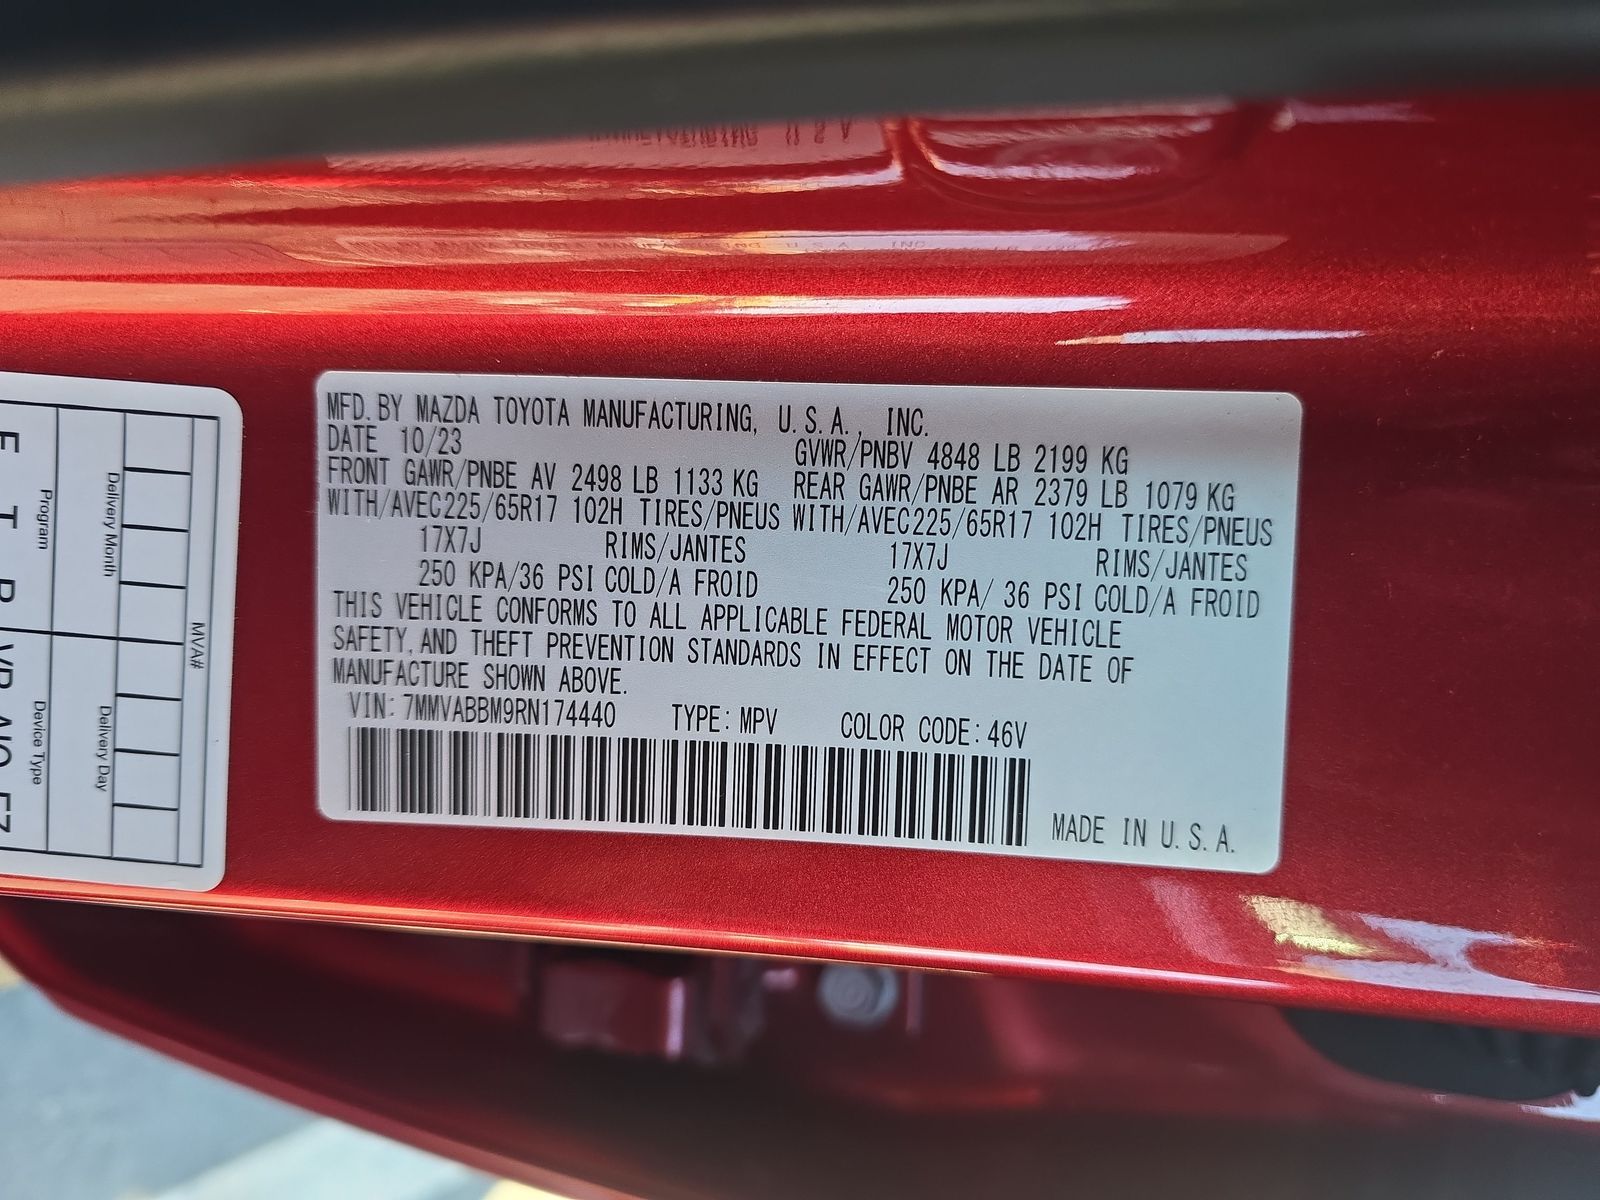 MFD. BY MAZDA TOYOTA MANUFACTURING, U. S. A., INC.
DATE 10/23
GVWR/PNBV 4848 LB 2199 KG
FRONT GAWR/PNBE AV 2498 LB 1133 KG REAR GAWR/PNBE AR 2379 LB 1079 KG
WITH/AVEC225/65R17 102H TIRES/PNEUS WITH/AVEC225/65R17 102H TIRES/PNEUS
17X7J RIMS/JANTES 17X7J RIMS/JANTES
250 KPA/36 PSI COLD/A FROID 250 KPA/ 36 PSI COLD/A FROID
THIS VEHICLE CONFORMS TO ALL APPLICABLE FEDERAL MOTOR VEHICLE
SAFETY, AND THEFT PREVENTION STANDARDS IN EFFECT ON THE DATE OF
MANUFACTURE SHOWN ABOVE.
VIN: 7MMVABBM9RN174440 TYPE: MPV COLOR CODE: 46V
MADE IN U. S. A.
MVA#
Delivery Month
Delivery Day
Program
Device Type